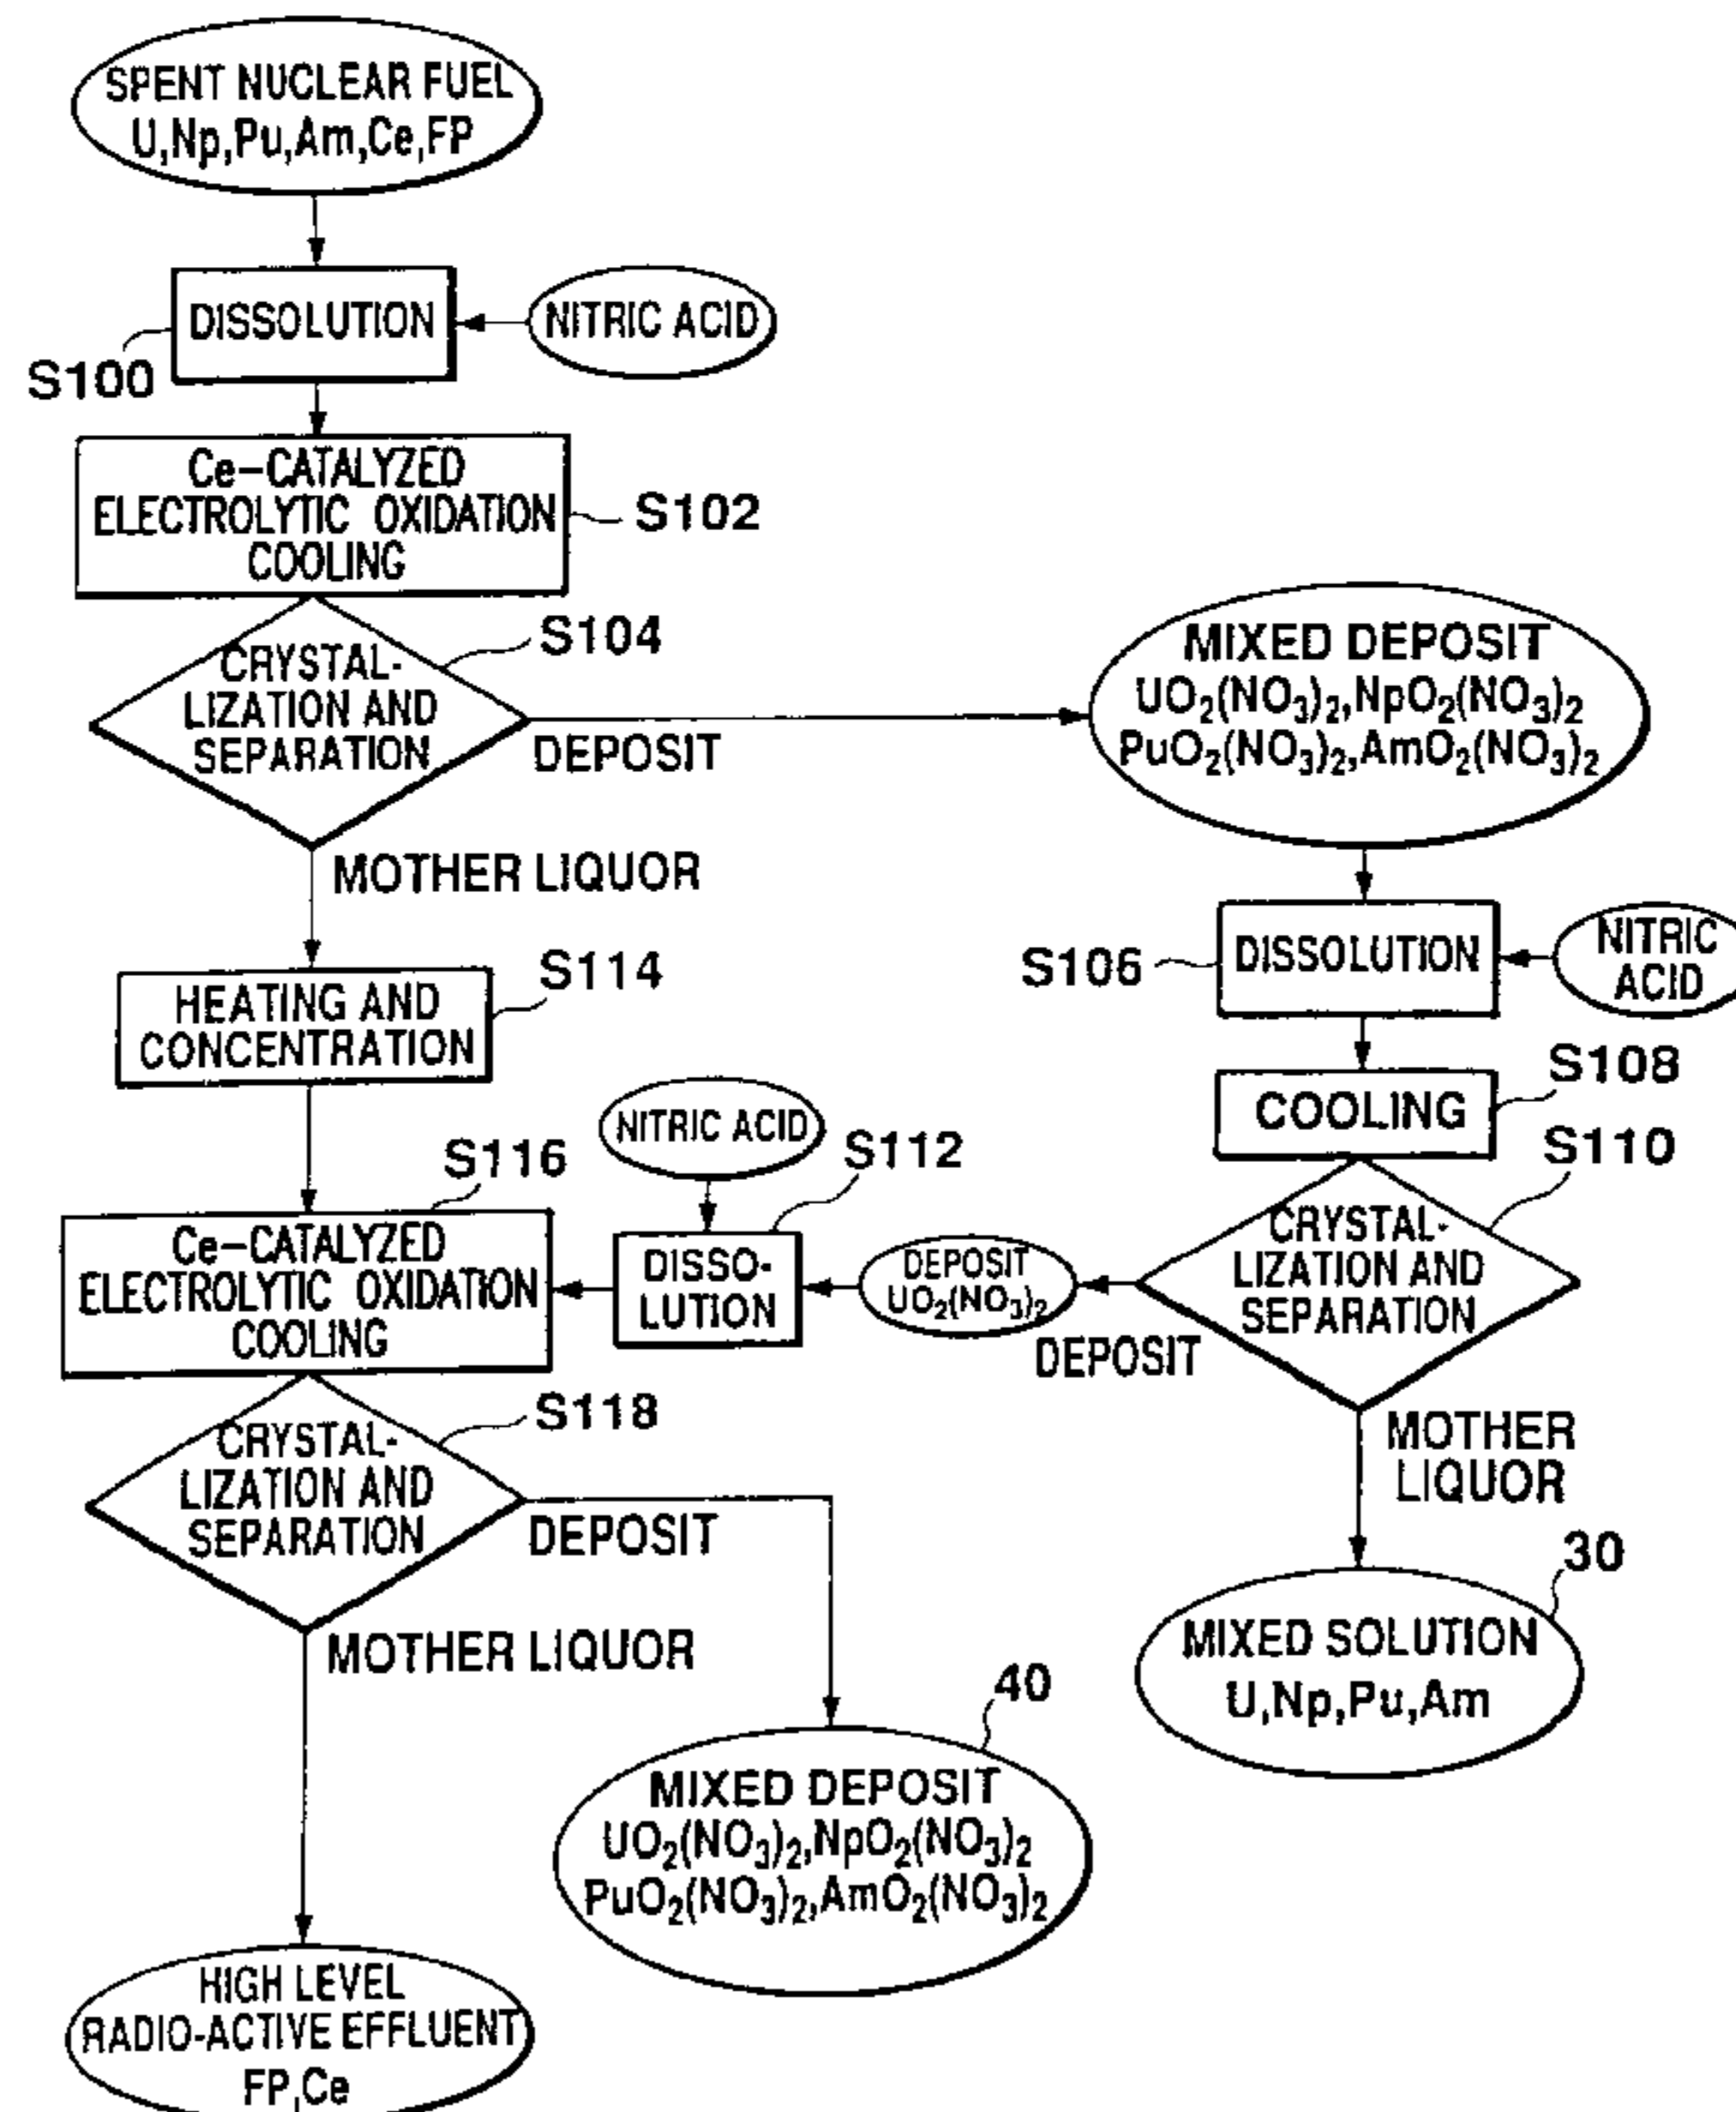 SPENT NUCLEAR FUEL
U,Np,Pu,Am,Ce,FP
DISSOLUTION
NITRIC ACID
S100
Ce-CATALYZED
ELECTROLYTIC OXIDATION
COOLING
S102
S104
CRYSTAL-
LIZATION AND
SEPARATION
DEPOSIT
MIXED DEPOSIT
UO₂(NO₃)₂,NpO₂(NO₃)₂
PuO₂(NO₃)₂,AmO₂(NO₃)₂
MOTHER LIQUOR
S106
DISSOLUTION
NITRIC
ACID
S114
HEATING AND
CONCENTRATION
S108
COOLING
NITRIC ACID
S112
S110
S116
Ce-CATALYZED
ELECTROLYTIC OXIDATION
COOLING
DISSO-
LUTION
DEPOSIT
UO₂(NO₃)₂
CRYSTAL-
LIZATION AND
SEPARATION
DEPOSIT
S118
CRYSTAL-
LIZATION AND
SEPARATION
DEPOSIT
MOTHER
LIQUOR
30
MIXED SOLUTION
U,Np,Pu,Am
MOTHER LIQUOR
40
MIXED DEPOSIT
UO₂(NO₃)₂,NpO₂(NO₃)₂
PuO₂(NO₃)₂,AmO₂(NO₃)₂
HIGH LEVEL
RADIO-ACTIVE EFFLUENT
FP,Ce